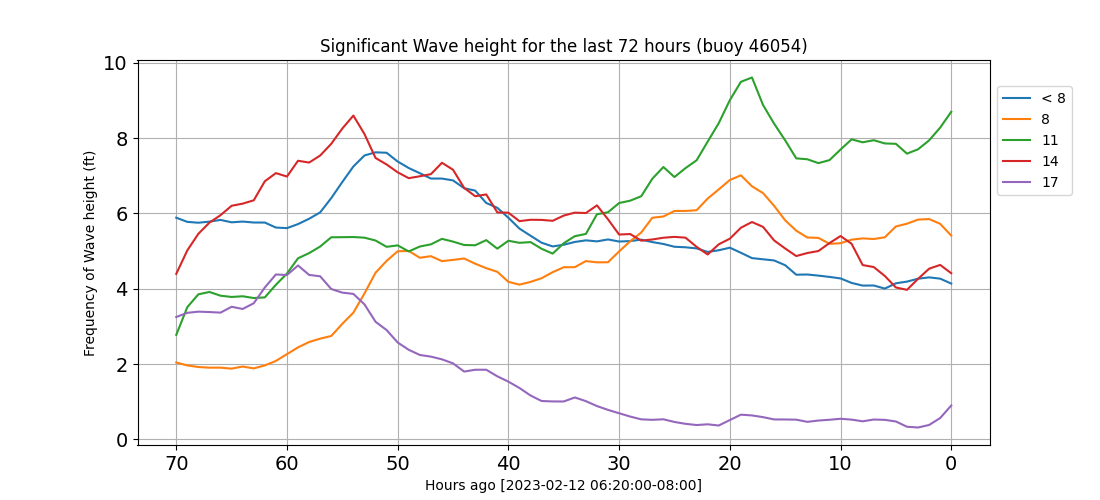 Significant Wave height for the last 72 hours (buoy 46054)
Frequency of Wave height (ft)
10
8
6
4
2
0
70 60 50 40 30 20 10 0
Hours ago [2023-02-12 06:20:00-08:00]
< 8
8
11
14
17